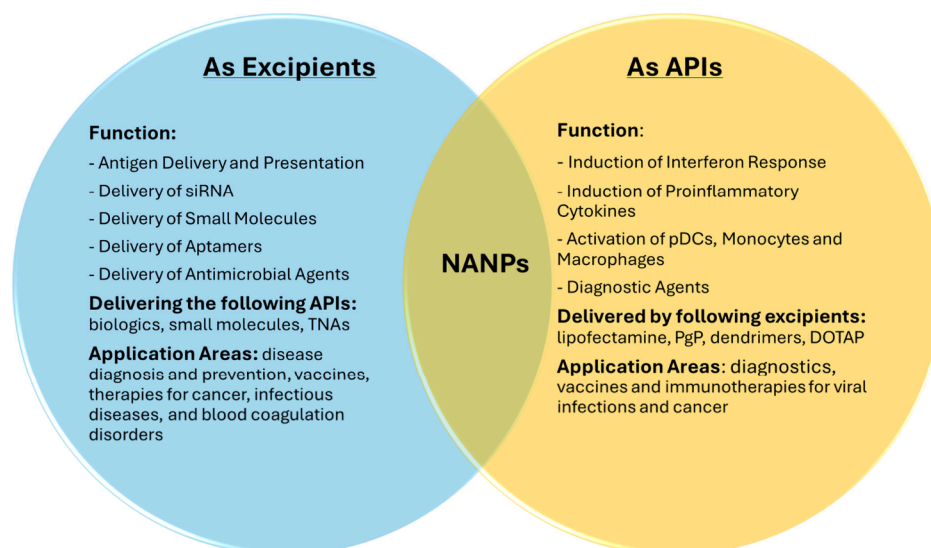 As Excipients
Function:
- Antigen Delivery and Presentation
- Delivery of siRNA
- Delivery of Small Molecules
- Delivery of Aptamers
- Delivery of Antimicrobial Agents
Delivering the following APIs:
biologics, small molecules, TNAs
Application Areas: disease
diagnosis and prevention, vaccines,
therapies for cancer, infectious
diseases, and blood coagulation
disorders
NANPs
As APIs
Function:
- Induction of Interferon Response
- Induction of Proinflammatory
Cytokines
- Activation of pDCs, Monocytes and
Macrophages
- Diagnostic Agents
Delivered by following excipients:
lipofectamine, PgP, dendrimers, DOTAP
Application Areas: diagnostics,
vaccines and immunotherapies for viral
infections and cancer